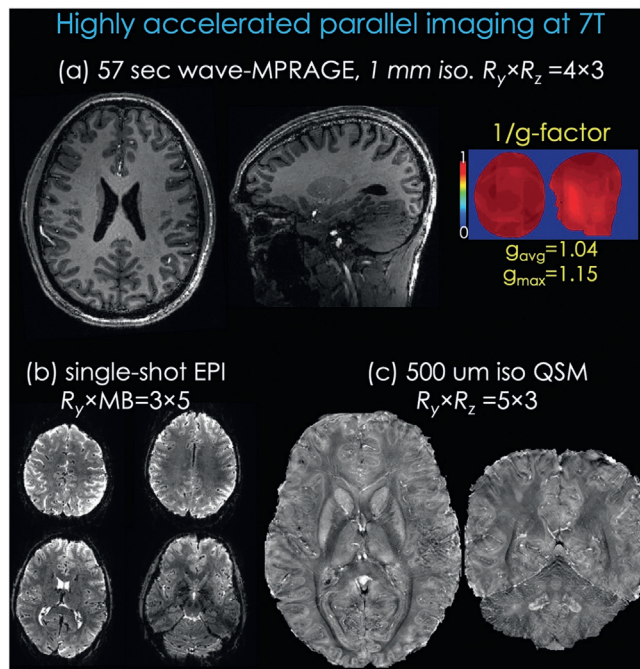 Highly accelerated parallel imaging at 7T
(a) 57 sec wave-MPRAGE, 1 mm iso. Ry×Rz =4×3
1/g-factor
1
0
gavg=1.04
gmax=1.15
(b) single-shot EPI
Ry×MB=3×5
(c) 500 um iso QSM
Ry×Rz =5×3